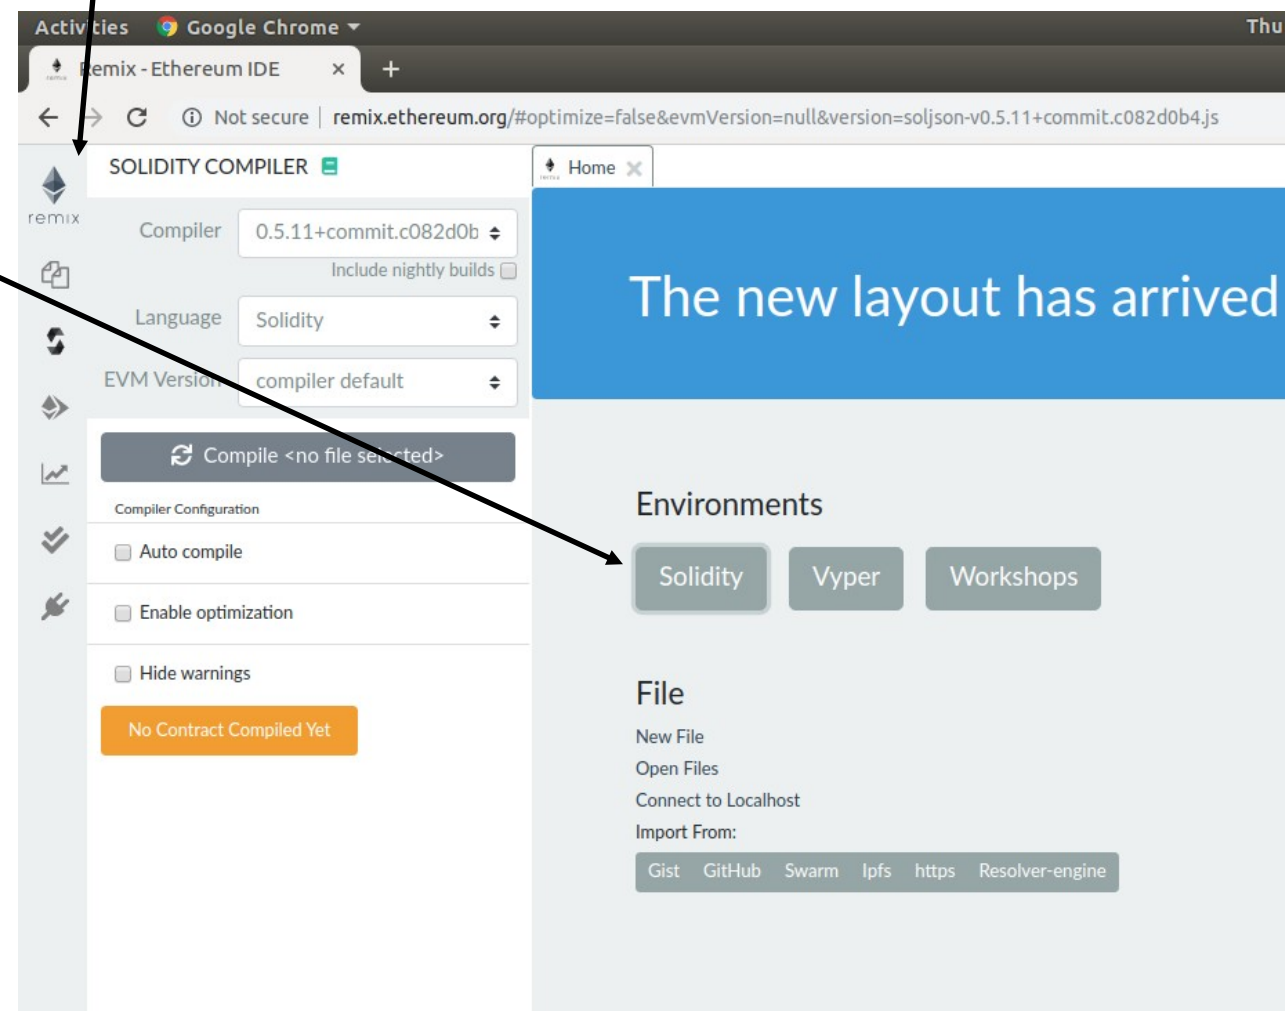 Activities Google Chrome Thu
Remix - Ethereum IDE × +
Not secure | remix.ethereum.org/#optimize=false&evmVersion=null&version=soljson-v0.5.11+commit.c082d0b4.js
SOLIDITY COMPILER
Home
remix
Compiler 0.5.11+commit.c082d0b
Include nightly builds
The new layout has arrived
Language Solidity
EVM Version compiler default
Compile <no file selected>
Compiler Configuration
Auto compile
Enable optimization
Hide warnings
No Contract Compiled Yet
Environments
Solidity Vyper Workshops
File
New File
Open Files
Connect to Localhost
Import From:
Gist GitHub Swarm Ipfs https Resolver-engine